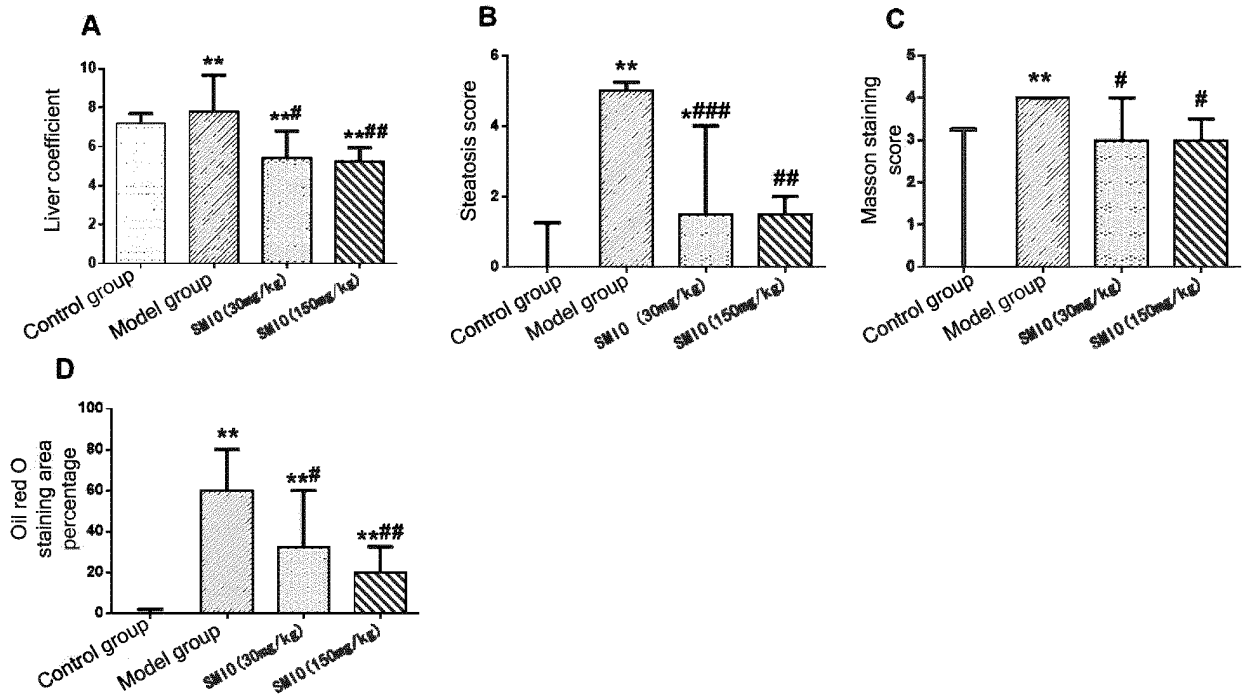 A
Liver coefficient
10
8
6
4
2
0
**
**#
**##
Control group
Model group
SM10(30mg/kg)
SM10(150mg/kg)
B
Steatosis score
6
4
2
0
**
*###
##
Control group
Model group
SM10 (30mg/kg)
SM10(150mg/kg)
C
Masson staining
score
5
4
3
2
1
0
**
#
#
Control group
Model group
SM10(30mg/kg)
SM10(150mg/kg)
D
Oil red O
staining area
percentage
100
80
60
40
20
0
**
**#
**##
Control group
Model group
SM10(30mg/kg)
SM10(150mg/kg)